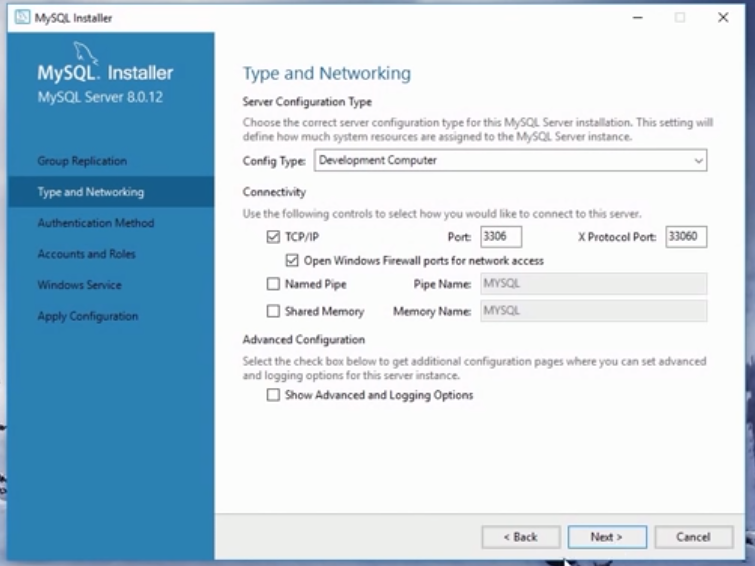 MySQL Installer
MySQL. Installer
MySQL Server 8.0.12
Group Replication
Type and Networking
Authentication Method
Accounts and Roles
Windows Service
Apply Configuration
Type and Networking
Server Configuration Type
Choose the correct server configuration type for this MySQL Server installation. This setting will
define how much system resources are assigned to the MySQL Server instance.
Config Type: Development Computer
Connectivity
Use the following controls to select how you would like to connect to this server.
TCP/IP Port: 3306 X Protocol Port: 33060
Open Windows Firewall ports for network access
Named Pipe Pipe Name: MYSQL
Shared Memory Memory Name: MYSQL
Advanced Configuration
Select the check box below to get additional configuration pages where you can set advanced
and logging options for this server instance.
Show Advanced and Logging Options
< Back Next > Cancel